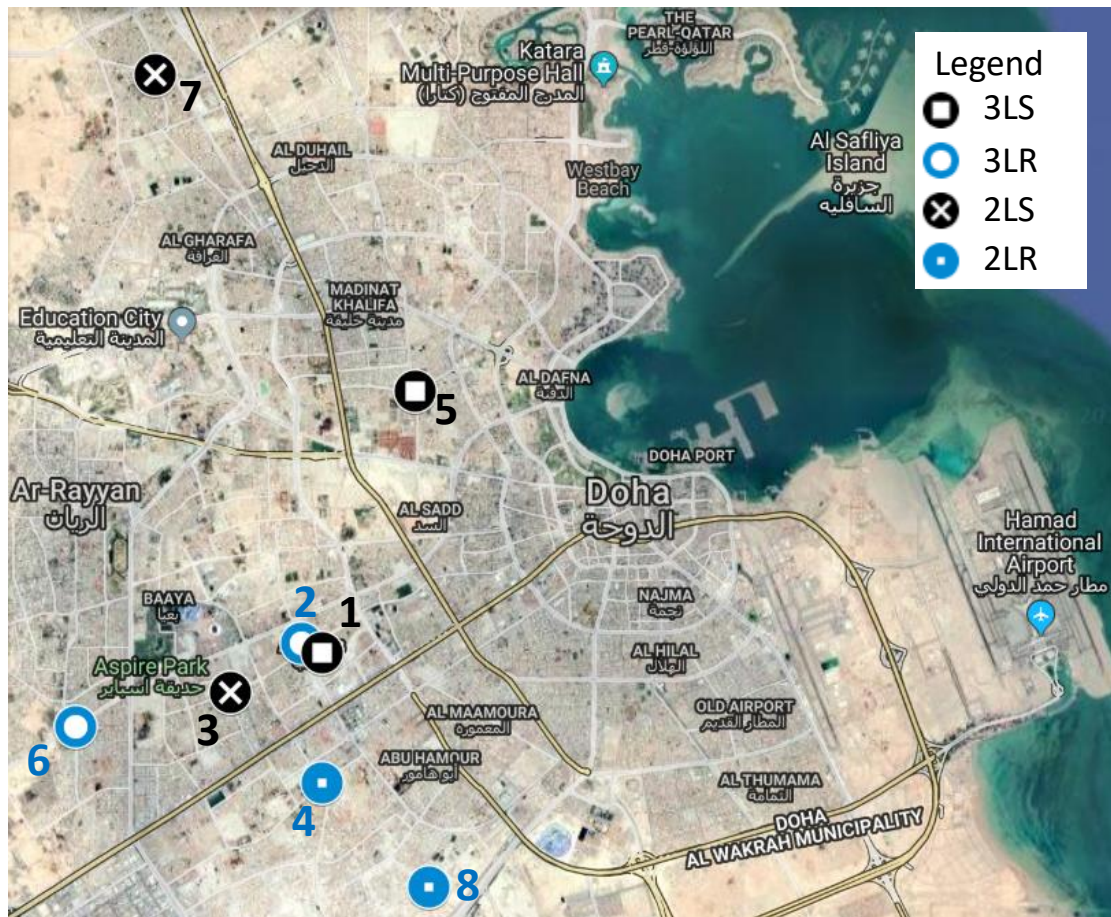 THE
PEARL-QATAR
اللؤلؤة-قطر
Katara
Multi-Purpose Hall
المدرج المفتوح (كتارا)
Legend
3LS
3LR
2LS
2LR
7
AL DUHAIL
الدحيل
Westbay
Beach
Al Safliya
Island
جزيرة
السافليه
AL GHARAFA
الغرافة
MADINAT
KHALIFA
مدينة خليفة
Education City
المدينة التعليمية
AL DAFNA
الدفنة
5
DOHA PORT
Ar-Rayyan
الريان
AL SADD
السد
Doha
الدوحة
Hamad
International
Airport
مطار حمد الدولي
BAAYA
بعيا
2
1
NAJMA
نجمة
AL HILAL
الهلال
Aspire Park
حديقة أسباير
3
6
AL MAAMOURA
المعمورة
OLD AIRPORT
المطار القديم
ABU HAMOUR
أبو هامور
4
AL THUMAMA
الثمامة
DOHA
AL WAKRAH MUNICIPALITY
8